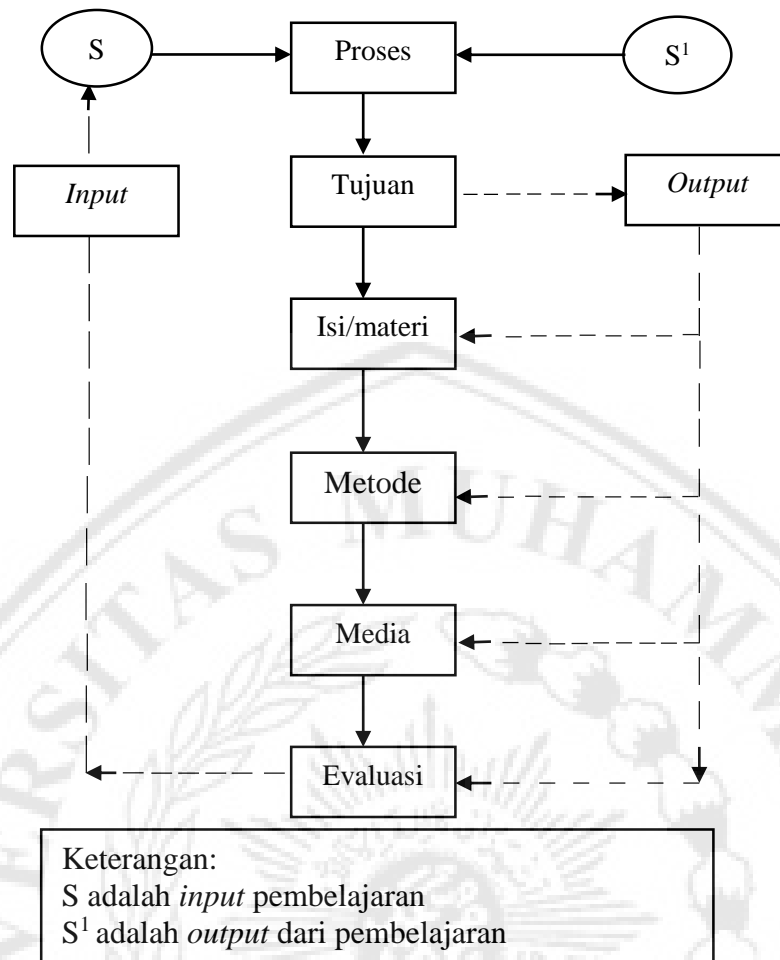 S
Proses
S¹
Input
Tujuan
Output
Isi/materi
Metode
Media
Evaluasi
Keterangan:
S adalah input pembelajaran
S¹ adalah output dari pembelajaran